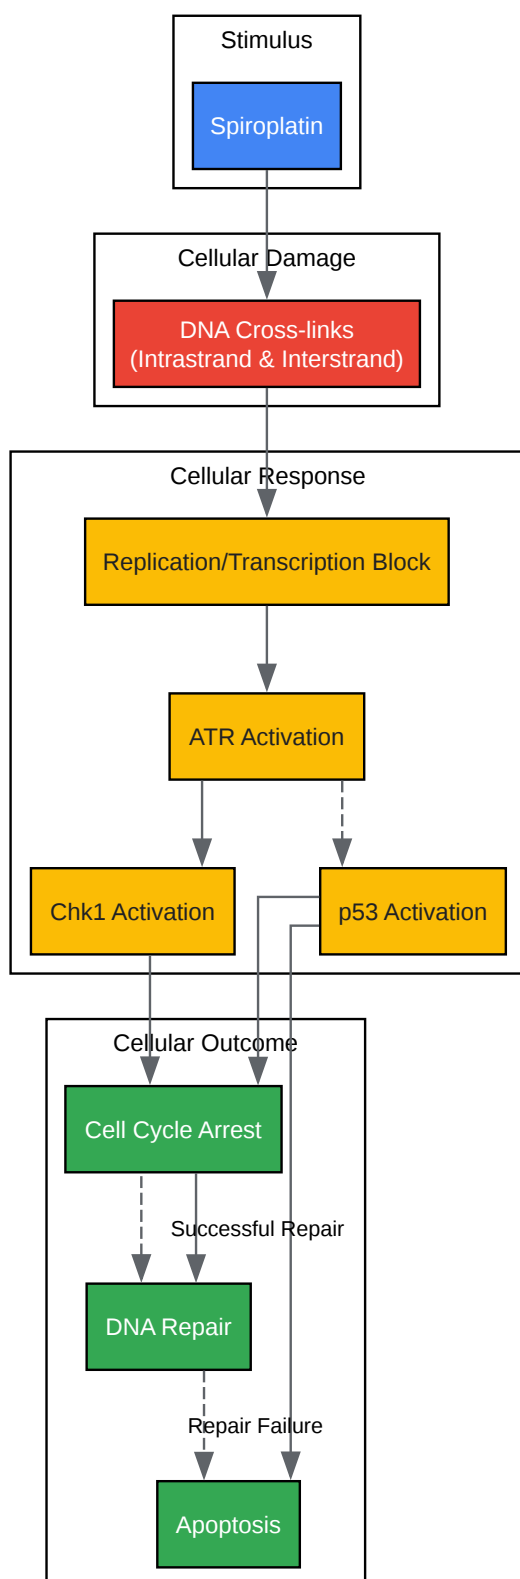 Stimulus
Spiroplatin
Cellular Damage
DNA Cross-links
(Intrastrand & Interstrand)
Cellular Response
Replication/Transcription Block
ATR Activation
Chk1 Activation
p53 Activation
Cellular Outcome
Cell Cycle Arrest
Successful Repair
DNA Repair
Repair Failure
Apoptosis